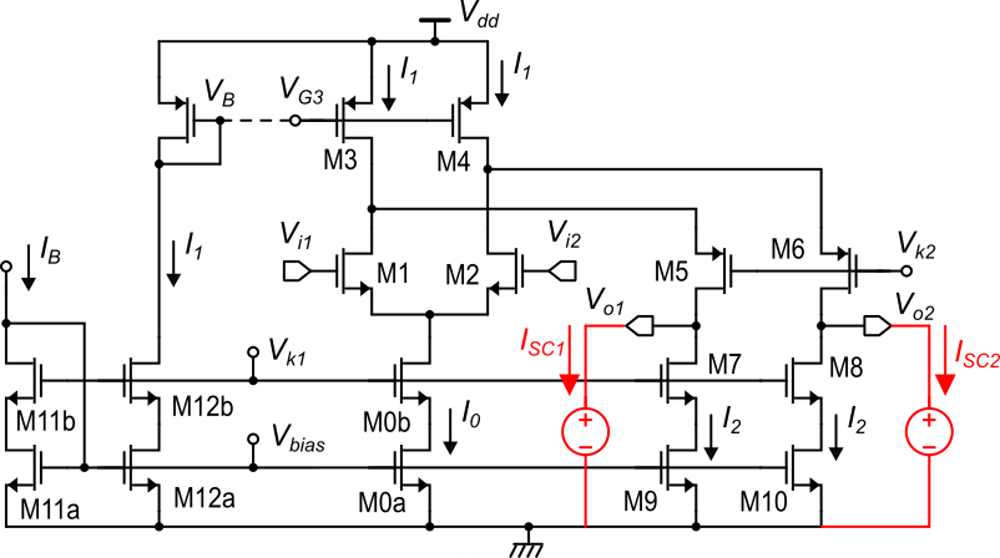 Vdd
I1
I1
VB
VG3
M3
M4
IB
I1
Vi1
Vi2
M1
M2
M5
M6
Vk2
Vo1
Vo2
Vk1
ISC1
ISC2
M7
M8
M11b
M12b
M0b
I0
I2
I2
Vbias
M11a
M12a
M0a
M9
M10
+
+
−
−